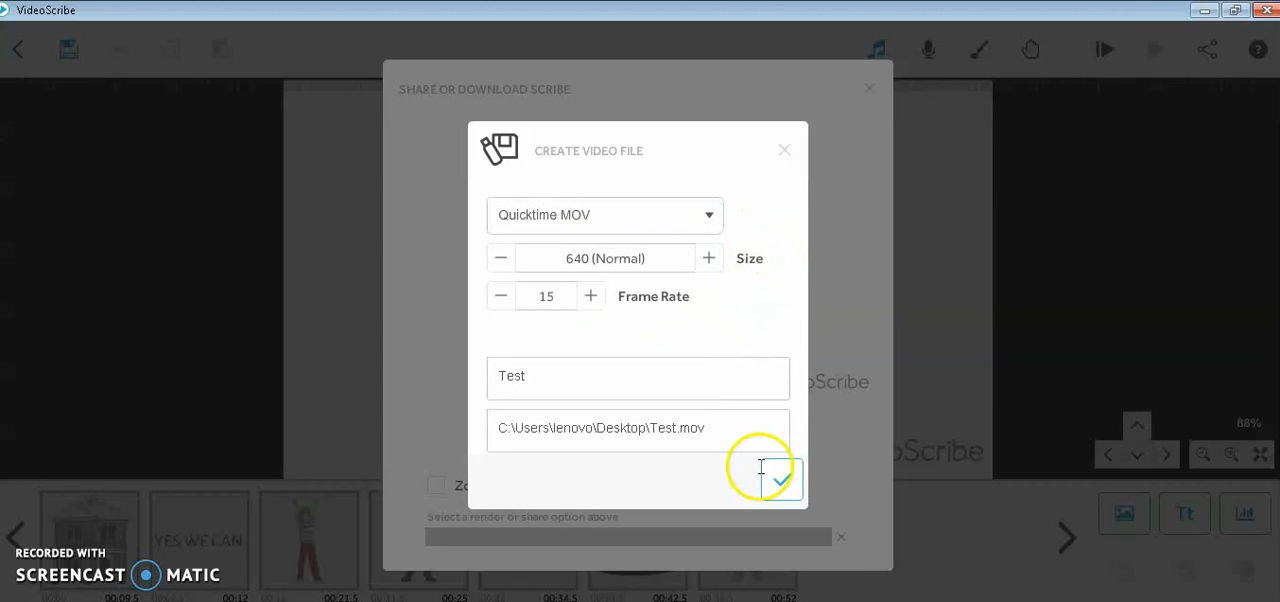 VideoScribe
SHARE OR DOWNLOAD SCRIBE
CREATE VIDEO FILE
Quicktime MOV
640 (Normal)
Size
15
Frame Rate
Test
C:\Users\lenovo\Desktop\Test.mov
oScribe
88%
oScribe
Zo
Select a render or share option above
YES WE CAN
Tt
RECORDED WITH
SCREENCAST MATIC
00:09.5
00:12
00:21.5
00:25
00:34.5
00:42.5
00:52